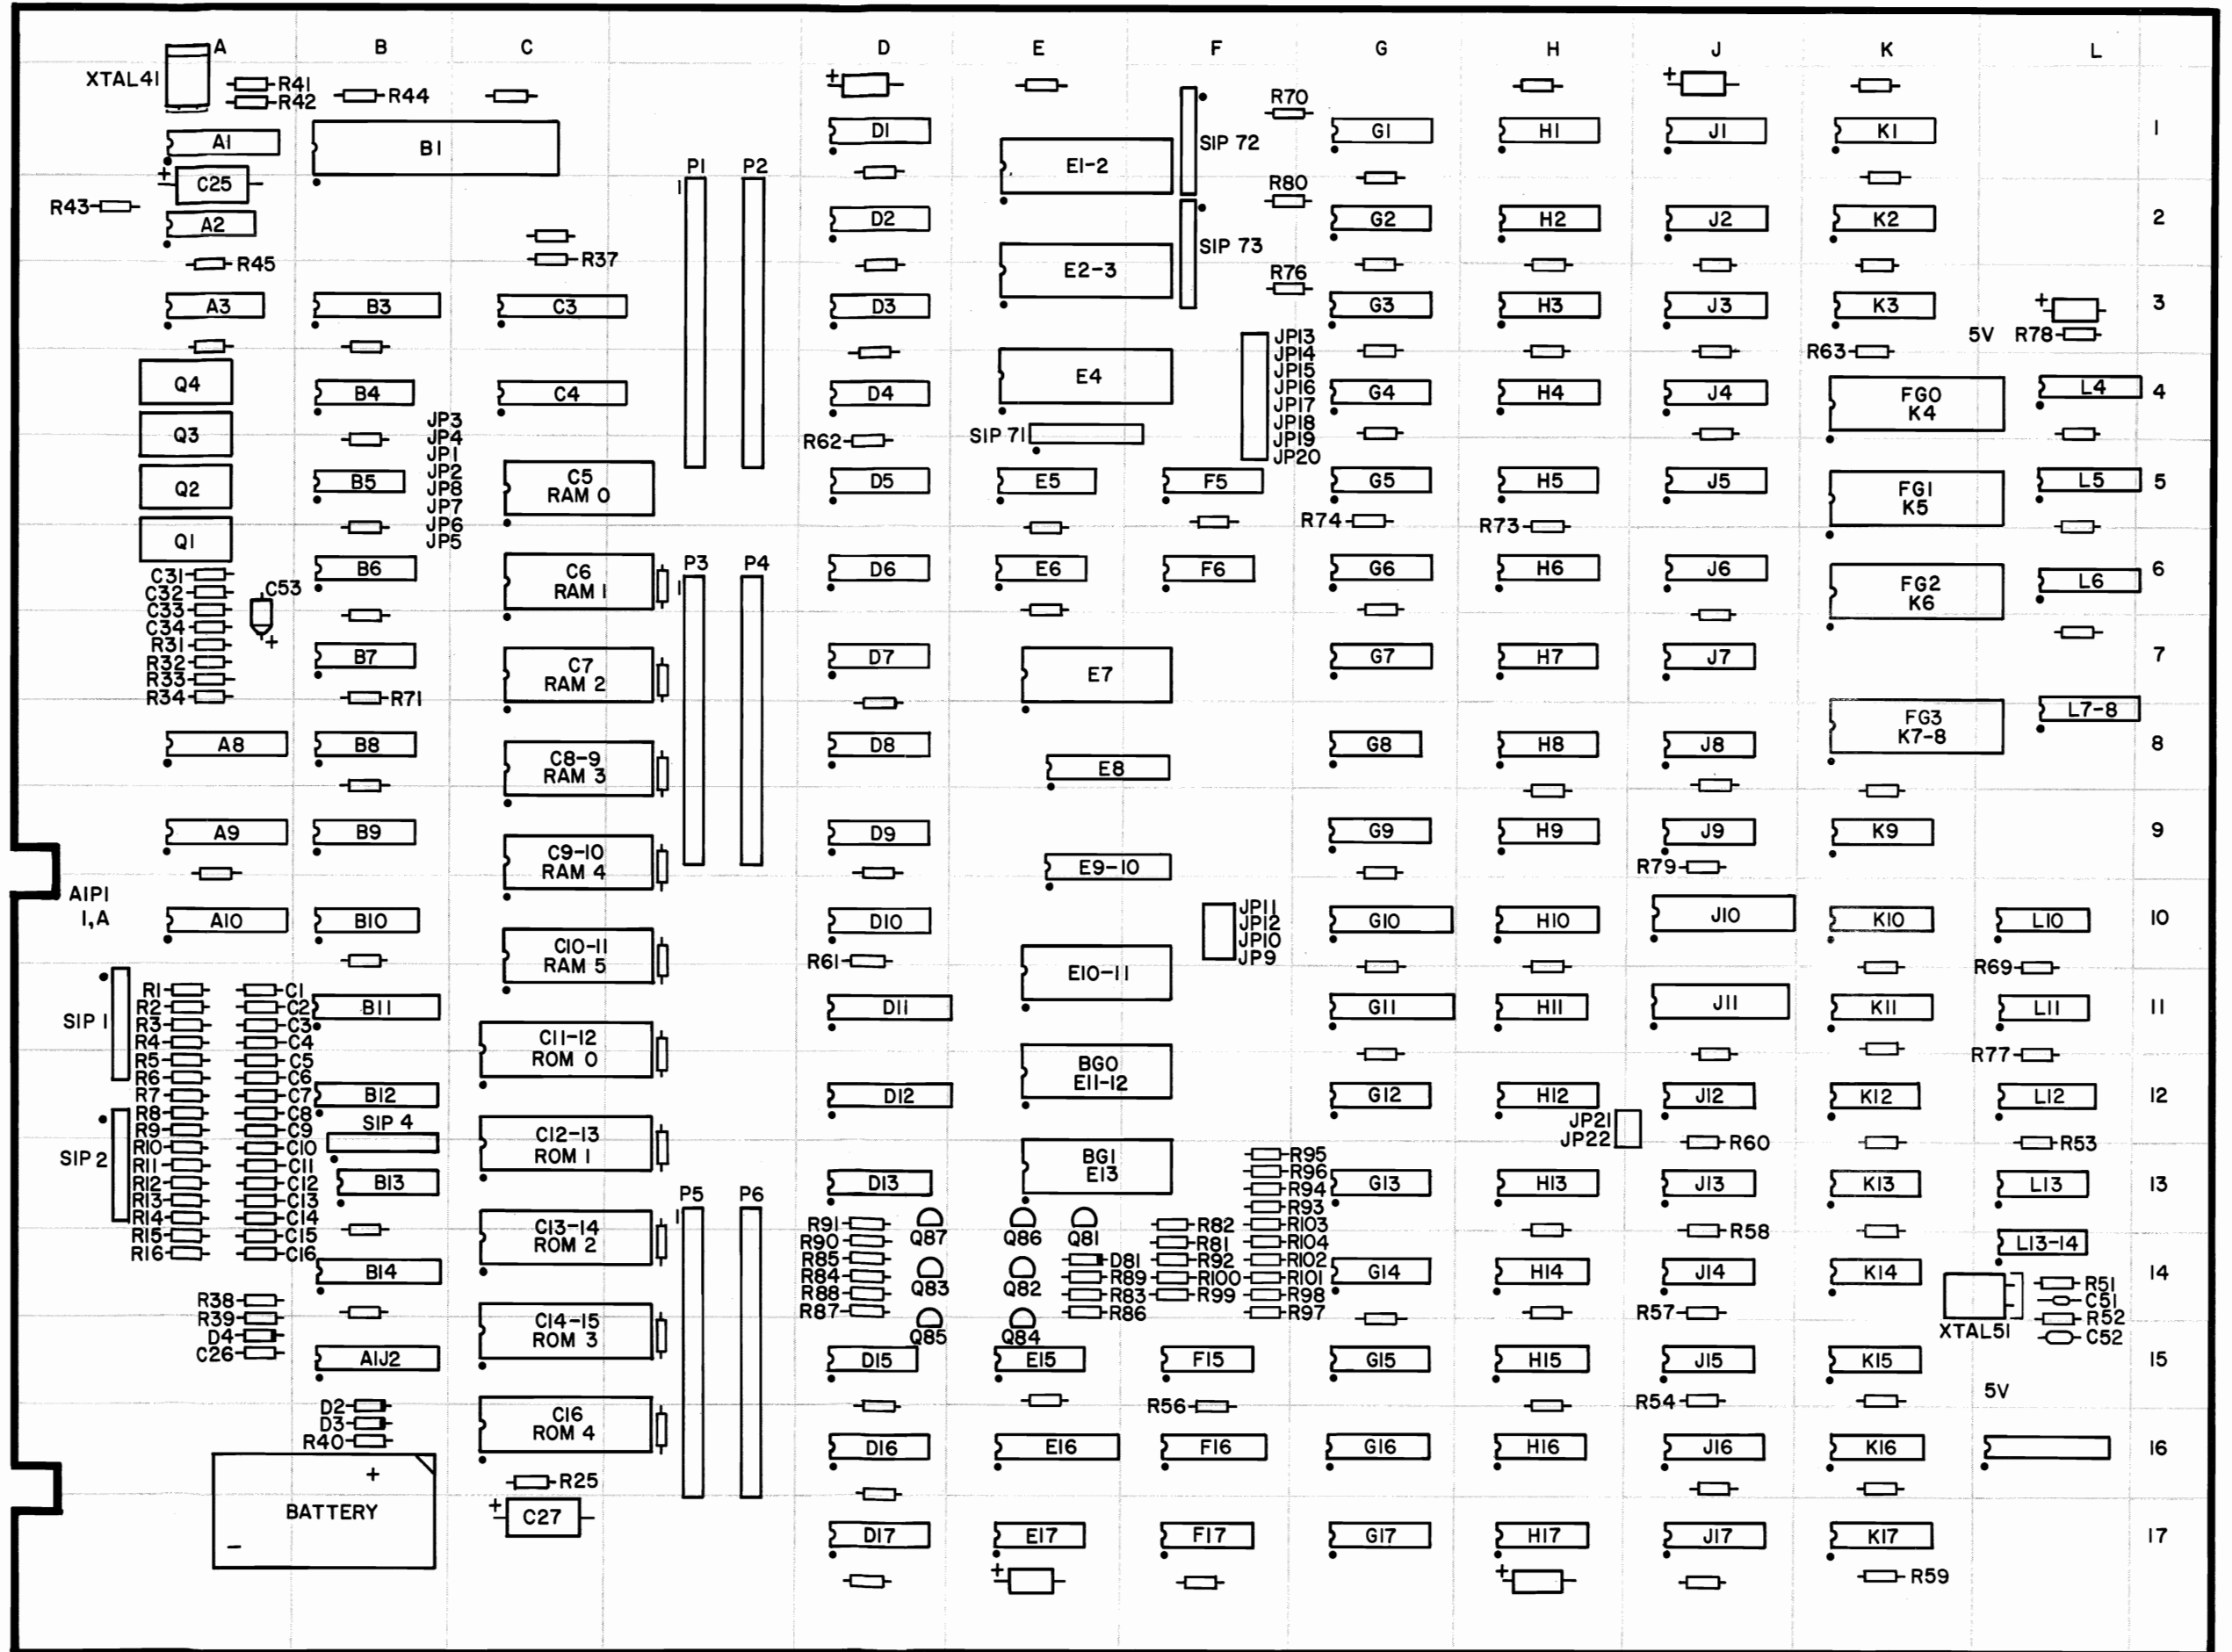 A B C D E F G H J K L
XTAL41
R41
R42
R44
+
+
R70
A1
B1
D1
E1-2
SIP 72
G1
H1
J1
K1
1
+
C25
P1
P2
1
R80
R43
A2
D2
G2
H2
J2
K2
2
R45
R37
E2-3
SIP 73
R76
A3
B3
C3
D3
G3
H3
J3
K3
+
3
5V
R78
R63
JP13
JP14
JP15
JP16
JP17
JP18
JP19
JP20
Q4
B4
C4
D4
E4
G4
H4
J4
FG0
K4
L4
4
JP3
JP4
JP1
JP2
JP8
JP7
JP6
JP5
Q3
R62
SIP 71
Q2
B5
C5
RAM 0
D5
E5
F5
G5
H5
J5
FG1
K5
L5
5
R74
R73
Q1
B6
C6
RAM 1
P3
P4
1
D6
E6
F6
G6
H6
J6
FG2
K6
L6
6
C31
C32
C33
C34
R31
R32
R33
R34
C53
+
B7
R71
C7
RAM 2
D7
E7
G7
H7
J7
7
A8
B8
C8-9
RAM 3
D8
E8
G8
H8
J8
FG3
K7-8
L7-8
8
A9
B9
C9-10
RAM 4
D9
E9-10
G9
H9
J9
K9
9
R79
A1P1
1,A
A10
B10
C10-11
RAM 5
D10
JP11
JP12
JP10
JP9
G10
H10
J10
K10
L10
10
R61
E10-11
R69
SIP 1
SIP 2
R1
R2
R3
R4
R5
R6
R7
R8
R9
R10
R11
R12
R13
R14
R15
R16
C1
C2
C3
C4
C5
C6
C7
C8
C9
C10
C11
C12
C13
C14
C15
C16
B11
C11-12
ROM 0
D11
G11
H11
J11
K11
L11
11
BG0
E11-12
R77
B12
SIP 4
D12
G12
H12
JP21
JP22
J12
K12
L12
12
C12-13
ROM 1
R60
R53
B13
D13
BG1
E13
R95
R96
R94
R93
R103
R104
R102
R101
R98
R97
G13
H13
J13
K13
L13
13
P5
P6
1
C13-14
ROM 2
R91
R90
R85
R84
R88
R87
Q87
Q83
Q85
Q86
Q82
Q84
Q81
D81
R89
R83
R86
R82
R81
R92
R100
R99
R58
L13-14
B14
G14
H14
J14
K14
14
R38
R39
D4
C26
C14-15
ROM 3
R57
XTAL51
R51
C51
R52
C52
A1J2
D15
E15
F15
G15
H15
J15
K15
15
D2
D3
R40
C16
ROM 4
R56
R54
5V
D16
E16
F16
G16
H16
J16
K16
16
+
BATTERY
-
R25
+
C27
D17
E17
F17
G17
H17
J17
K17
17
+
+
R59